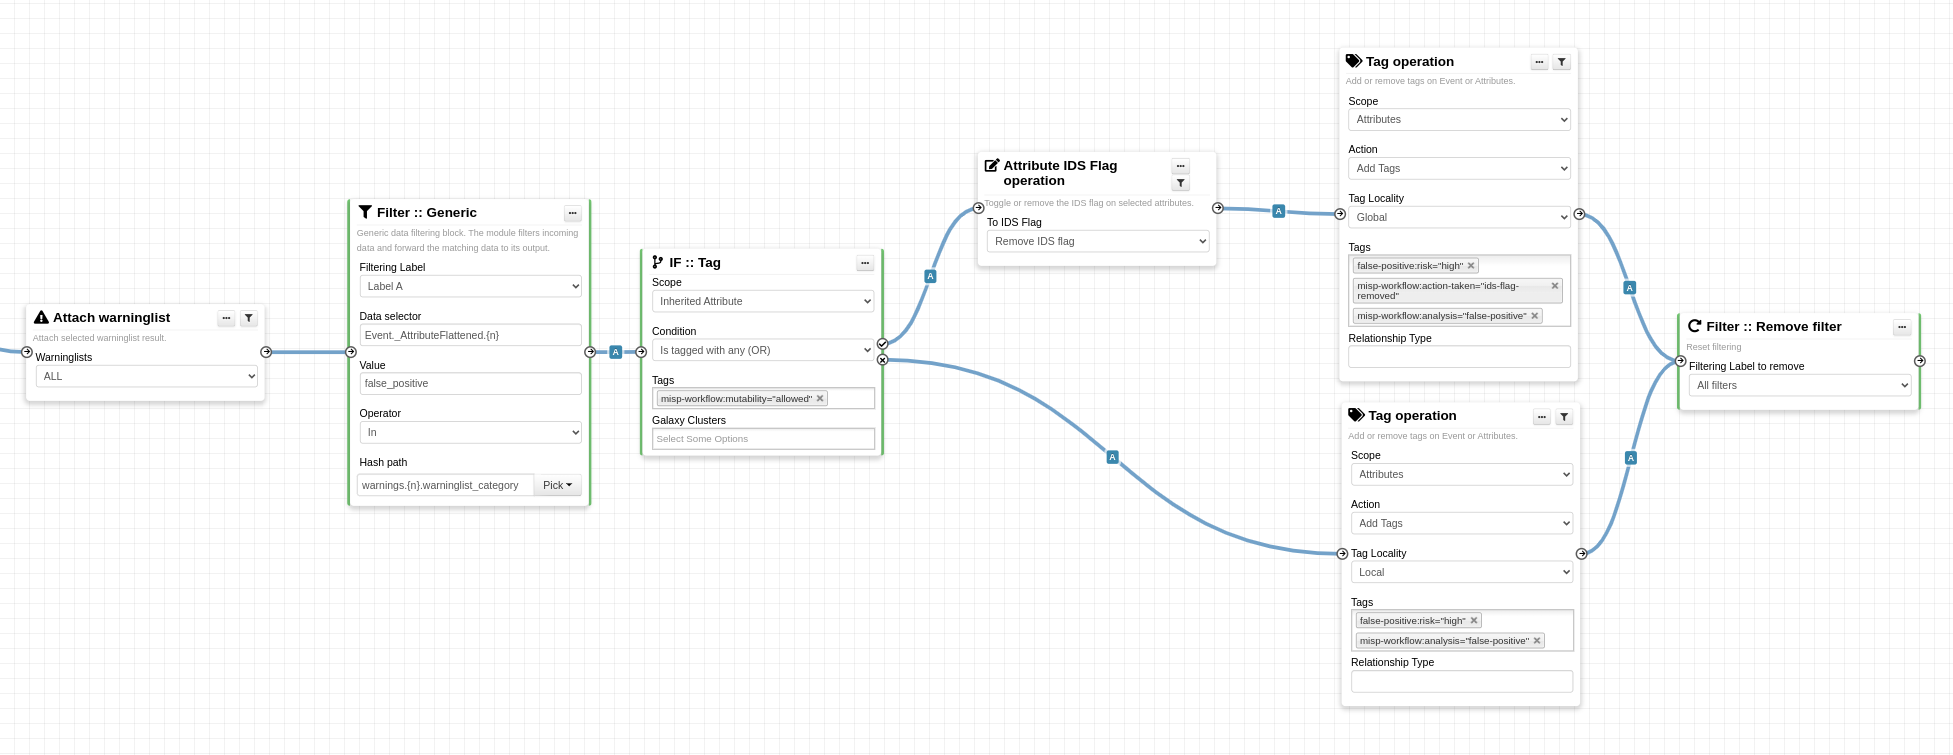 Attach warninglist
Attach selected warninglist result.
Warninglists
ALL
Filter :: Generic
Generic data filtering block. The module filters incoming
data and forward the matching data to its output.
Filtering Label
Label A
Data selector
Event._AttributeFlattened.{n}
Value
false_positive
Operator
In
Hash path
warnings.{n}.warninglist_category
Pick
A
IF :: Tag
Scope
Inherited Attribute
Condition
Is tagged with any (OR)
Tags
misp-workflow:mutability="allowed"
Galaxy Clusters
Select Some Options
A
A
Attribute IDS Flag
operation
Toggle or remove the IDS flag on selected attributes.
To IDS Flag
Remove IDS flag
A
Tag operation
Add or remove tags on Event or Attributes.
Scope
Attributes
Action
Add Tags
Tag Locality
Global
Tags
false-positive:risk="high"
misp-workflow:action-taken="ids-flag-
removed"
misp-workflow:analysis="false-positive"
Relationship Type
Tag operation
Add or remove tags on Event or Attributes.
Scope
Attributes
Action
Add Tags
Tag Locality
Local
Tags
false-positive:risk="high"
misp-workflow:analysis="false-positive"
Relationship Type
A
A
Filter :: Remove filter
Reset filtering
Filtering Label to remove
All filters